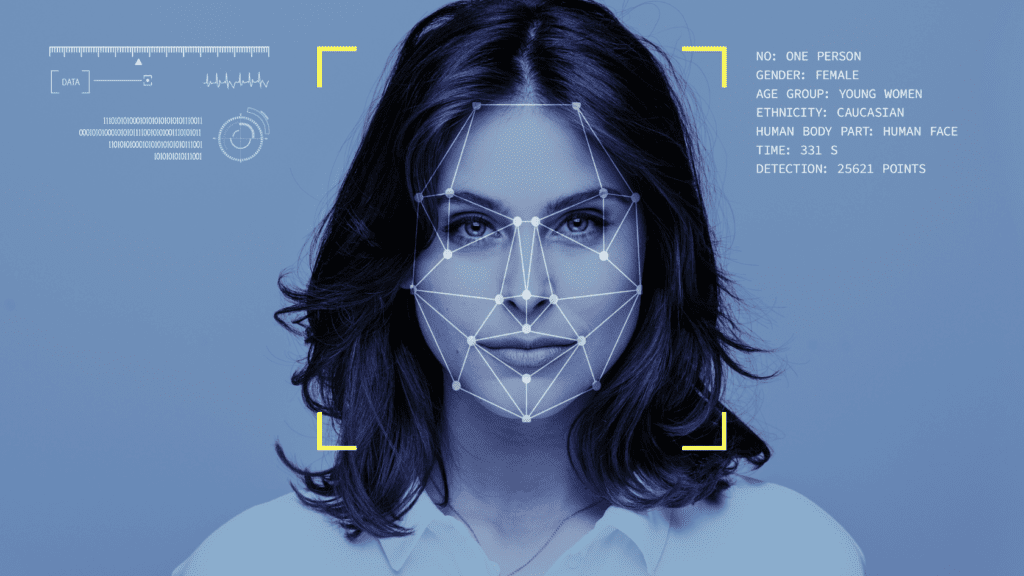 DATA
NO: ONE PERSON
GENDER: FEMALE
AGE GROUP: YOUNG WOMEN
ETHNICITY: CAUCASIAN
HUMAN BODY PART: HUMAN FACE
TIME: 331 S
DETECTION: 25621 POINTS
1010101010111001